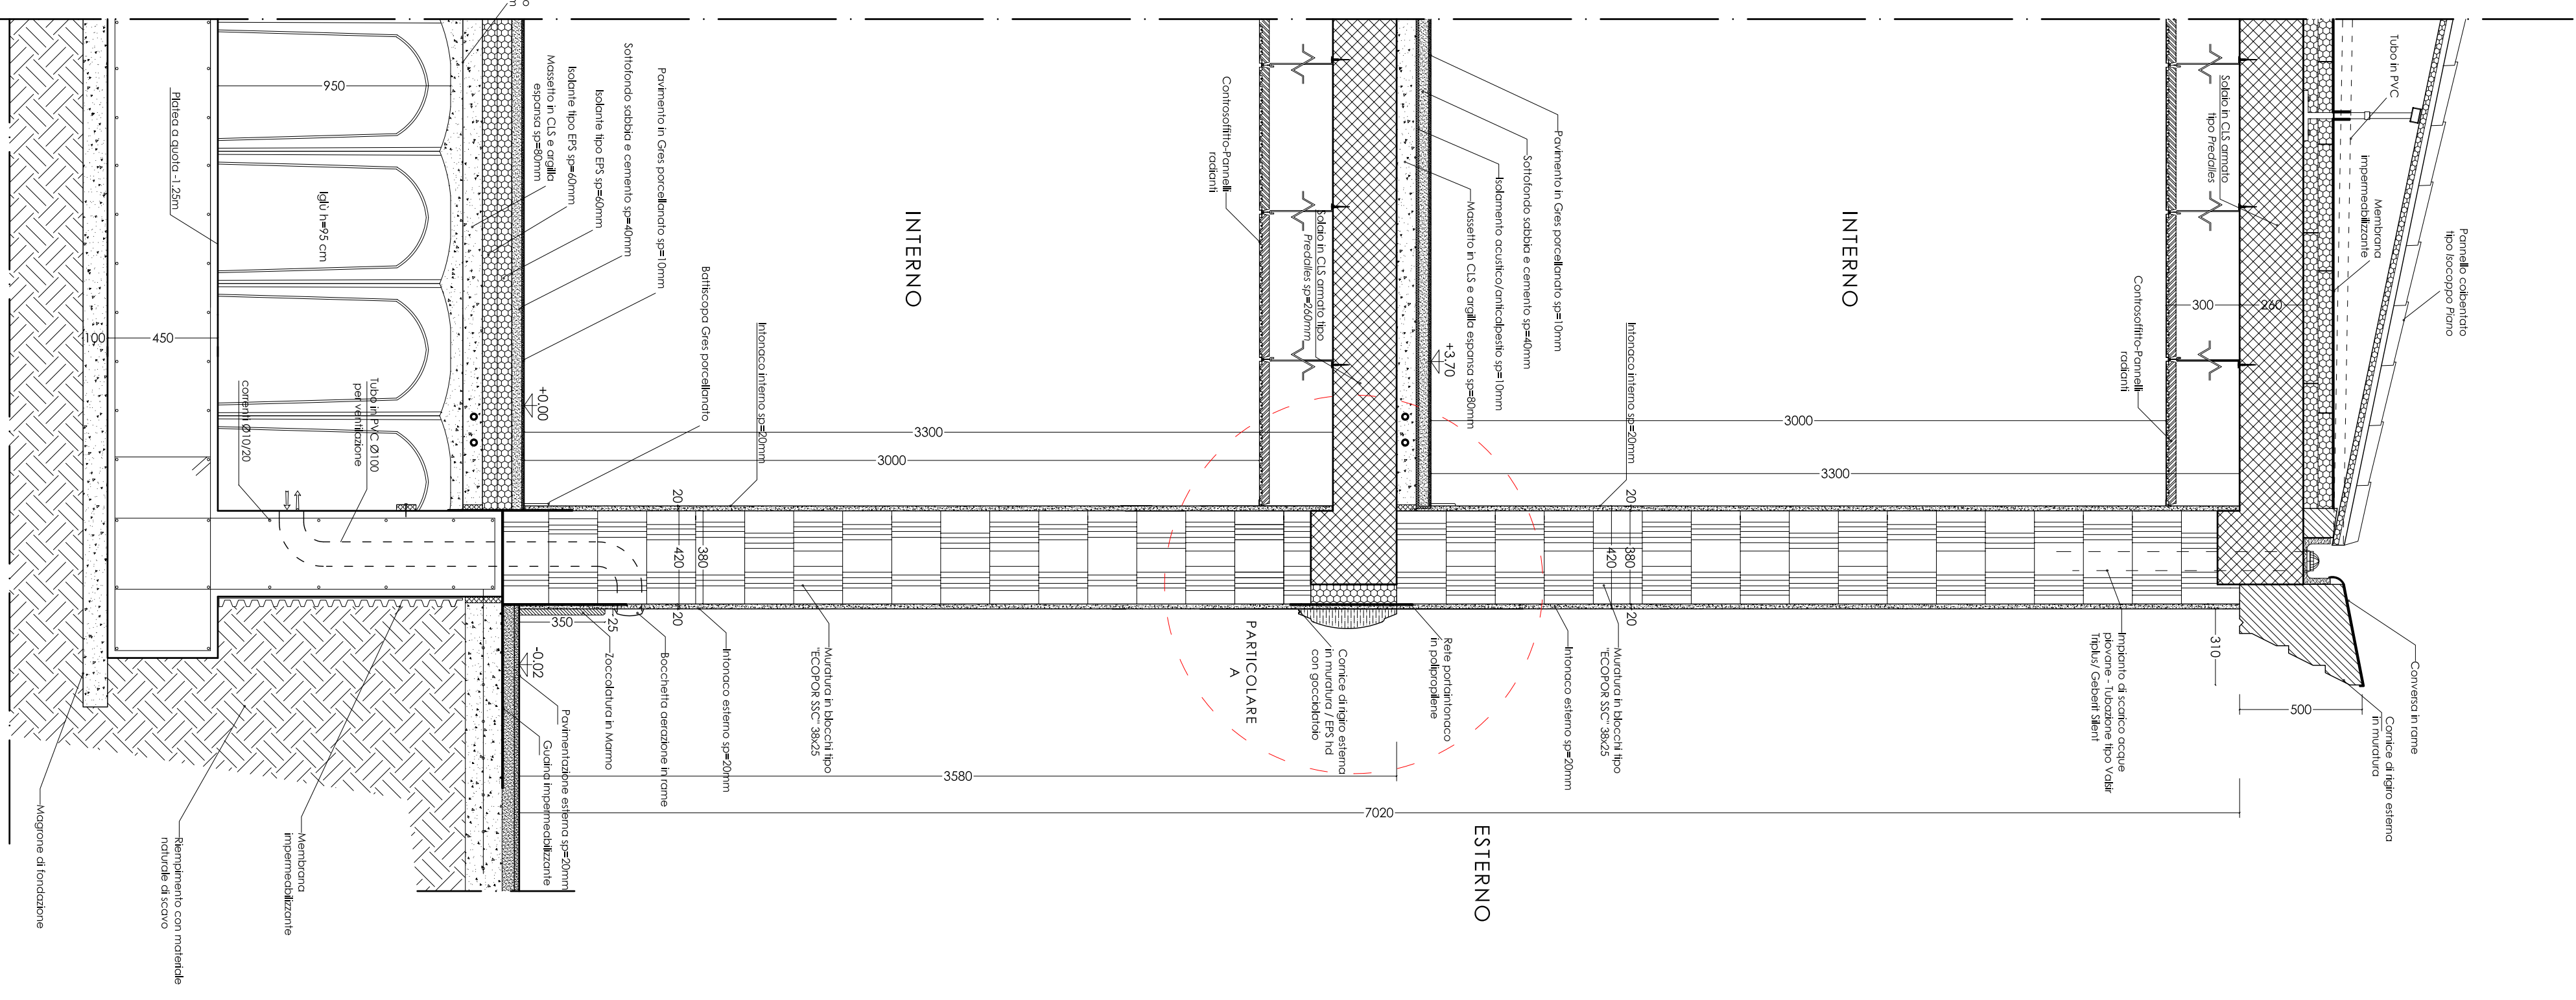 Pannello coibentato
tipo Isocoppo Piano
Tubo in PVC
Membrana
impermeabilizzante
Solaio in CLS armato
tipo Predalles
300
260
Controsoffitto-Pannelli
radianti
INTERNO
3000
3300
Conversa in rame
Cornice di rigiro esterna
in muratura
500
310
Impianto di scarico acque
piovane - Tubazione tipo Valsir
Triplus/ Geberit Silent
Intonaco interno sp=20mm
20
380
420
20
Muratura in blocchi tipo
"ECOPOR SSC" 38x25
Intonaco esterno sp=20mm
Pavimento in Gres porcellanato sp=10mm
Sottofondo sabbia e cemento sp=40mm
Isolamento acustico/anticalpestio sp=10mm
Massetto in CLS e argilla espansa sp=80mm
+3.70
Solaio in CLS armato tipo
Predalles sp=260mm
Controsoffitto-Pannelli
radianti
Rete portaintonaco
in polipropilene
Cornice di rigiro esterna
in muratura / EPS hd
con gocciolatoio
PARTICOLARE
A
ESTERNO
7020
3580
INTERNO
3300
3000
Intonaco interno sp=20mm
Battiscopa Gres porcellanato
20
380
420
20
Muratura in blocchi tipo
"ECOPOR SSC" 38x25
Intonaco esterno sp=20mm
Bocchetta aerazione in rame
Zoccolatura in Marmo
25
350
Pavimento in Gres porcellanato sp=10mm
Sottofondo sabbia e cemento sp=40mm
Isolante tipo EPS sp=60mm
Isolante tipo EPS sp=60mm
Massetto in CLS e argilla
espansa sp=80mm
+0.00
-0.02
Pavimentazione esterna sp=20mm
Guaina impermeabilizzante
950
Iglù h=95 cm
Tubo in PVC Ø100
per ventilazione
correnti Ø10/20
Platea a quota -1,25m
450
100
Membrana
impermeabilizzante
Riempimento con materiale
naturale di scavo
Magrone di fondazione